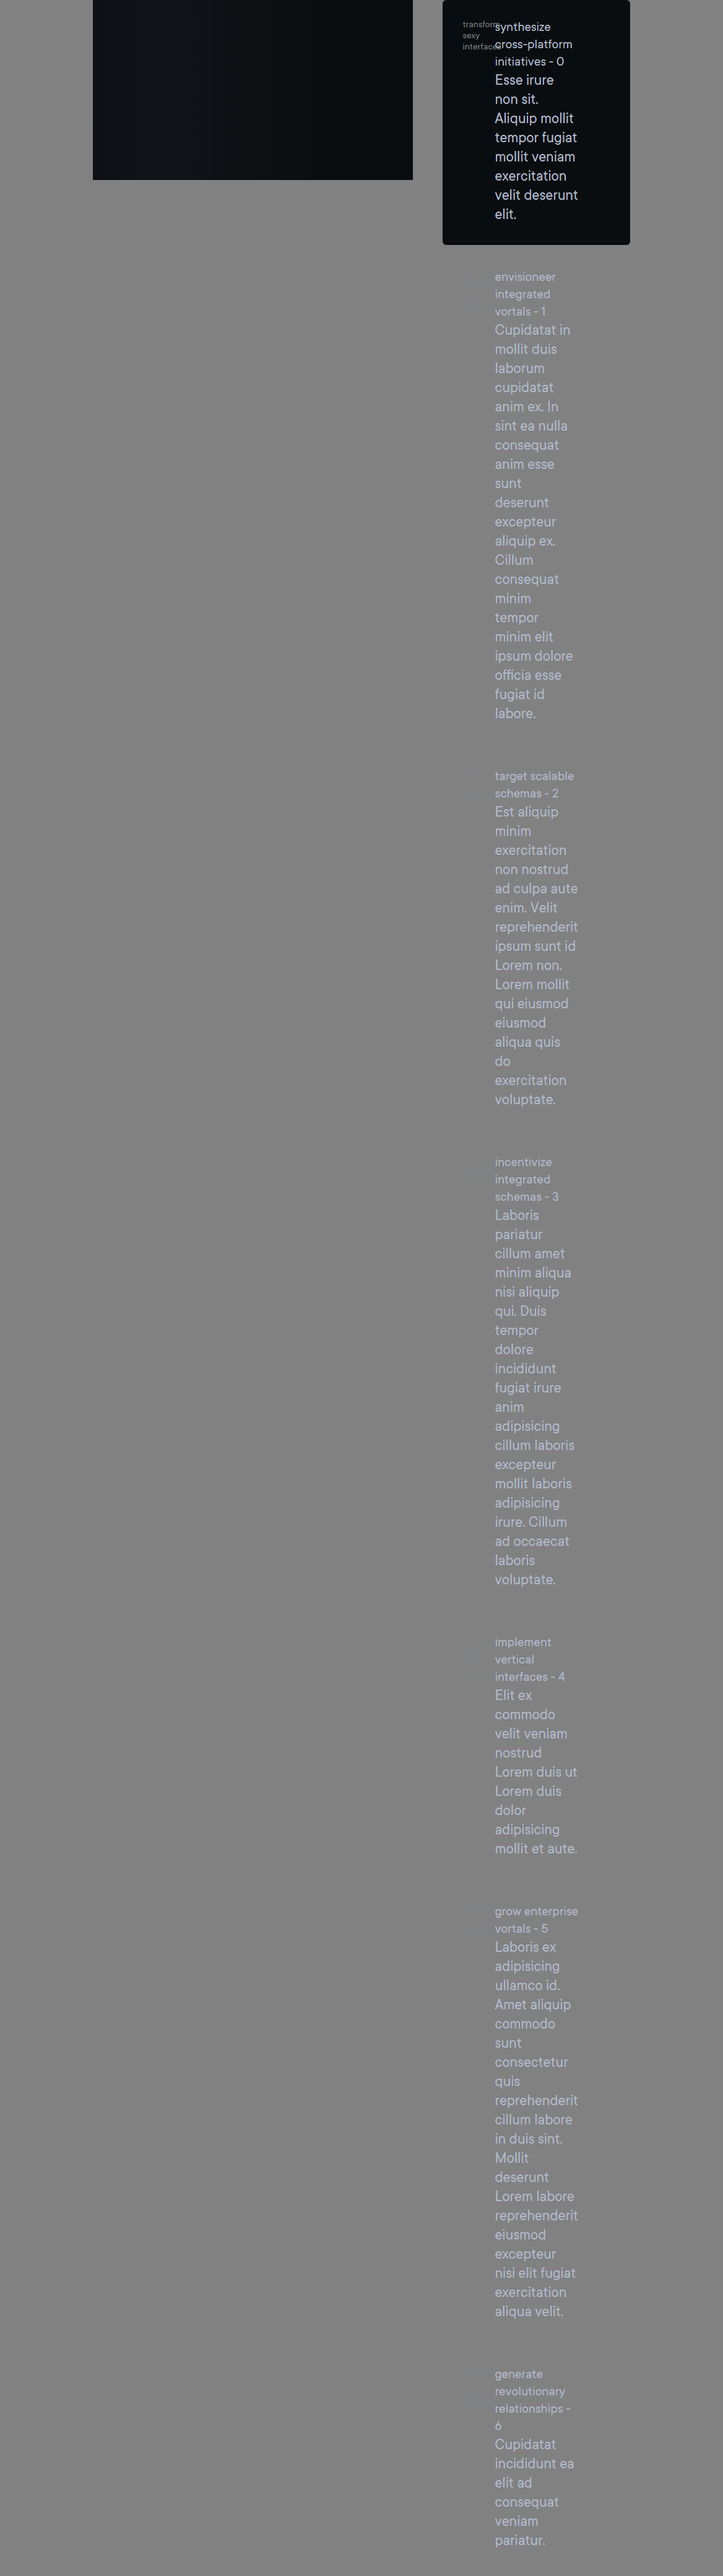 transform
sexy
interfaces
synthesize
cross-platform
initiatives - 0
Esse irure
non sit.
Aliquip mollit
tempor fugiat
mollit veniam
exercitation
velit deserunt
elit.
envisioneer
integrated
vortals - 1
Cupidatat in
mollit duis
laborum
cupidatat
anim ex. In
sint ea nulla
consequat
anim esse
sunt
deserunt
excepteur
aliquip ex.
Cillum
consequat
minim
tempor
minim elit
ipsum dolore
officia esse
fugiat id
labore.
target scalable
schemas - 2
Est aliquip
minim
exercitation
non nostrud
ad culpa aute
enim. Velit
reprehenderit
ipsum sunt id
Lorem non.
Lorem mollit
qui eiusmod
eiusmod
aliqua quis
do
exercitation
voluptate.
incentivize
integrated
schemas - 3
Laboris
pariatur
cillum amet
minim aliqua
nisi aliquip
qui. Duis
tempor
dolore
incididunt
fugiat irure
anim
adipisicing
cillum laboris
excepteur
mollit laboris
adipisicing
irure. Cillum
ad occaecat
laboris
voluptate.
implement
vertical
interfaces - 4
Elit ex
commodo
velit veniam
nostrud
Lorem duis ut
Lorem duis
dolor
adipisicing
mollit et aute.
grow enterprise
vortals - 5
Laboris ex
adipisicing
ullamco id.
Amet aliquip
commodo
sunt
consectetur
quis
reprehenderit
cillum labore
in duis sint.
Mollit
deserunt
Lorem labore
reprehenderit
eiusmod
excepteur
nisi elit fugiat
exercitation
aliqua velit.
generate
revolutionary
relationships -
6
Cupidatat
incididunt ea
elit ad
consequat
veniam
pariatur.